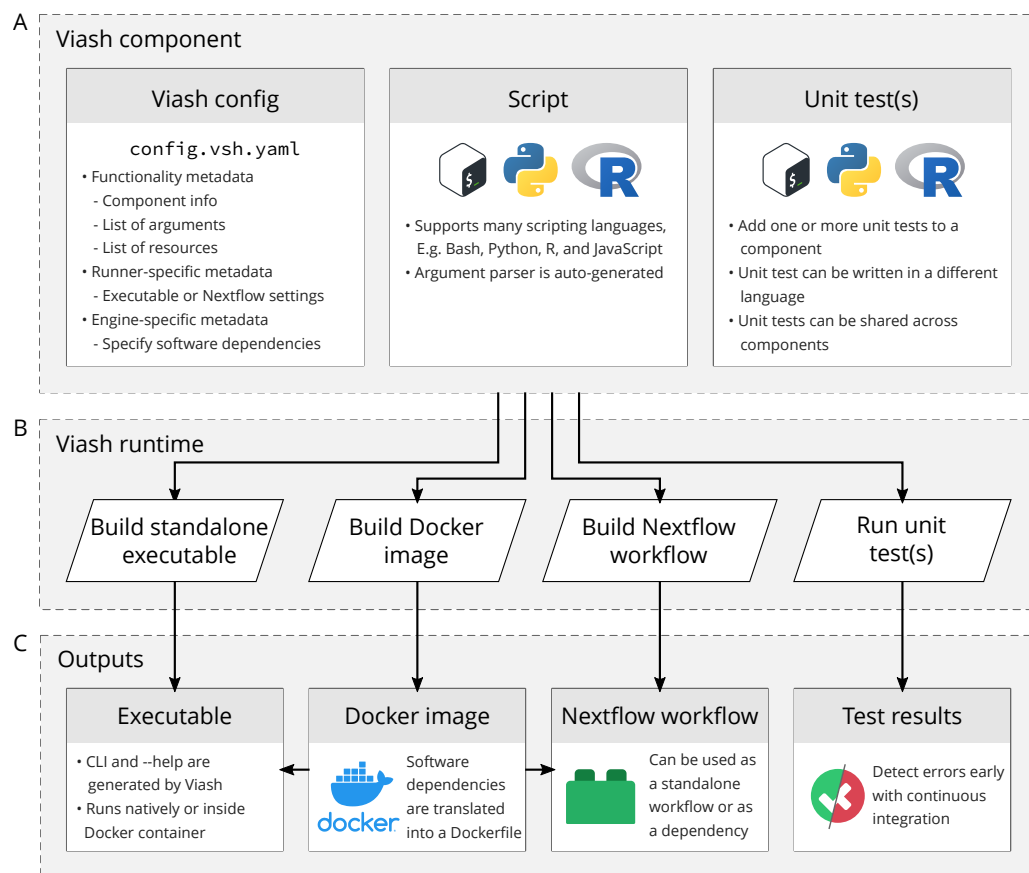 A
Viash component
Viash config
config.vsh.yaml
• Functionality metadata
- Component info
- List of arguments
- List of resources
• Runner-specific metadata
- Executable or Nextflow settings
• Engine-specific metadata
- Specify software dependencies
Script
$_
R
• Supports many scripting languages,
E.g. Bash, Python, R, and JavaScript
• Argument parser is auto-generated
Unit test(s)
$_
R
• Add one or more unit tests to a
component
• Unit test can be written in a different
language
• Unit tests can be shared across
components
B
Viash runtime
Build standalone
executable
Build Docker
image
Build Nextflow
workflow
Run unit
test(s)
C
Outputs
Executable
• CLI and --help are
generated by Viash
• Runs natively or inside
Docker container
Docker image
docker
Software
dependencies
are translated
into a Dockerfile
Nextflow workflow
Can be used as
a standalone
workflow or as
a dependency
Test results
Detect errors early
with continuous
integration